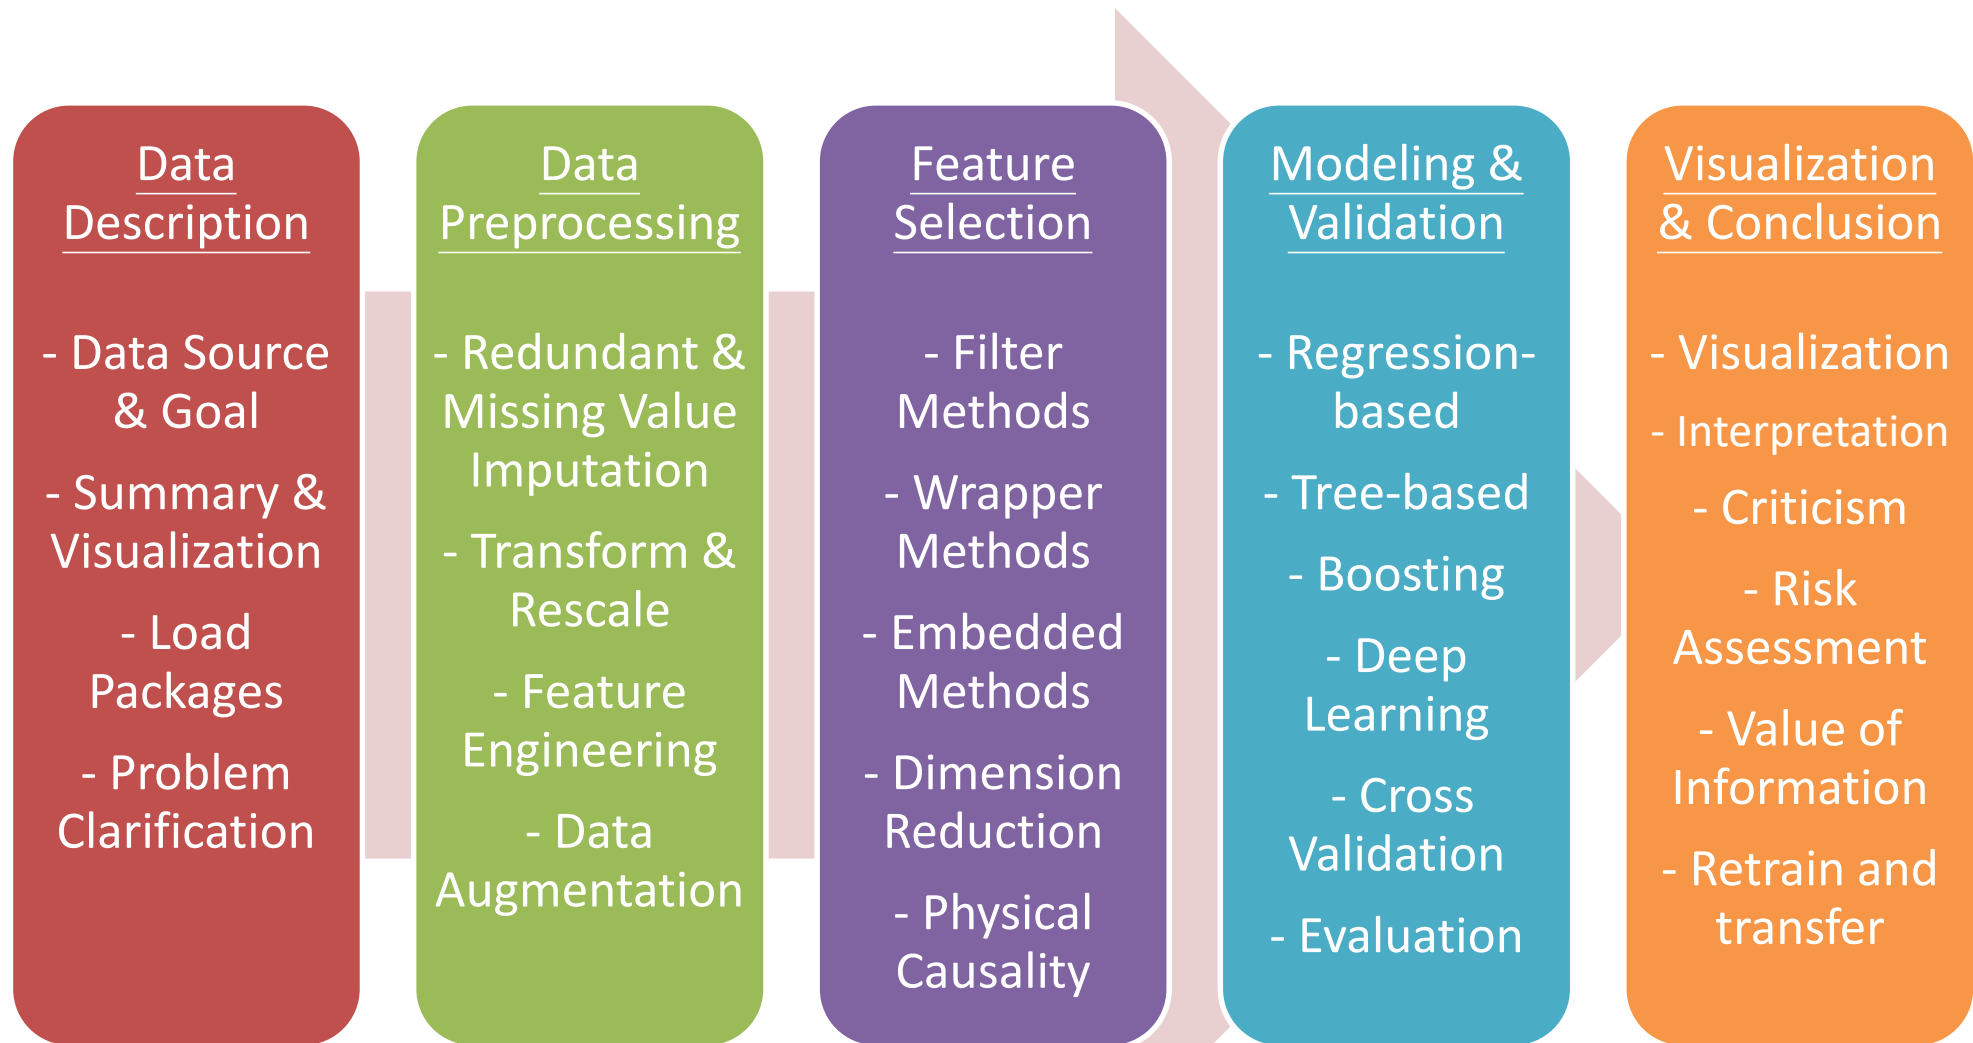 Data
Description
- Data Source
& Goal
- Summary &
Visualization
- Load
Packages
- Problem
Clarification
Data
Preprocessing
- Redundant &
Missing Value
Imputation
- Transform &
Rescale
- Feature
Engineering
- Data
Augmentation
Feature
Selection
- Filter
Methods
- Wrapper
Methods
- Embedded
Methods
- Dimension
Reduction
- Physical
Causality
Modeling &
Validation
- Regression-
based
- Tree-based
- Boosting
- Deep
Learning
- Cross
Validation
- Evaluation
Visualization
& Conclusion
- Visualization
- Interpretation
- Criticism
- Risk
Assessment
- Value of
Information
- Retrain and
transfer